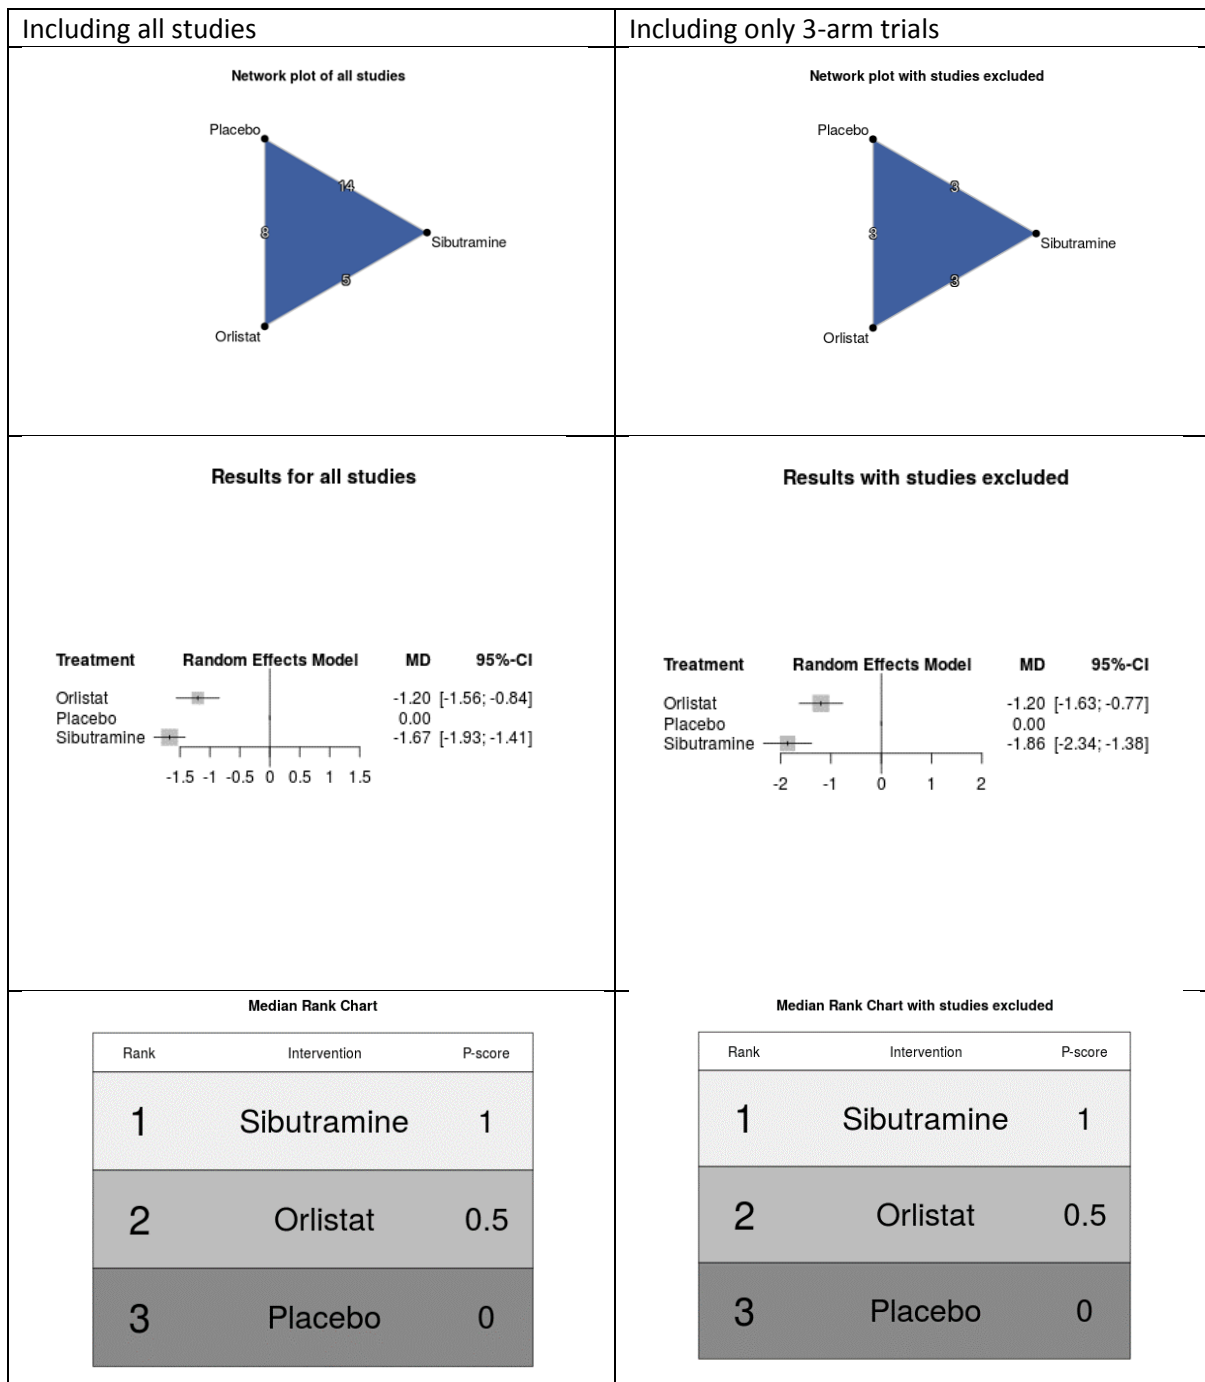 Including all studies
Including only 3-arm trials
Network plot of all studies
Placebo
14
8
Sibutramine
5
Orlistat
Network plot with studies excluded
Placebo
3
3
Sibutramine
3
Orlistat
Results for all studies
Treatment Random Effects Model MD 95%-CI
Orlistat -1.20 [-1.56; -0.84]
Placebo 0.00
Sibutramine -1.67 [-1.93; -1.41]
-1.5 -1 -0.5 0 0.5 1 1.5
Results with studies excluded
Treatment Random Effects Model MD 95%-CI
Orlistat -1.20 [-1.63; -0.77]
Placebo 0.00
Sibutramine -1.86 [-2.34; -1.38]
-2 -1 0 1 2
Median Rank Chart
Rank Intervention P-score
1 Sibutramine 1
2 Orlistat 0.5
3 Placebo 0
Median Rank Chart with studies excluded
Rank Intervention P-score
1 Sibutramine 1
2 Orlistat 0.5
3 Placebo 0